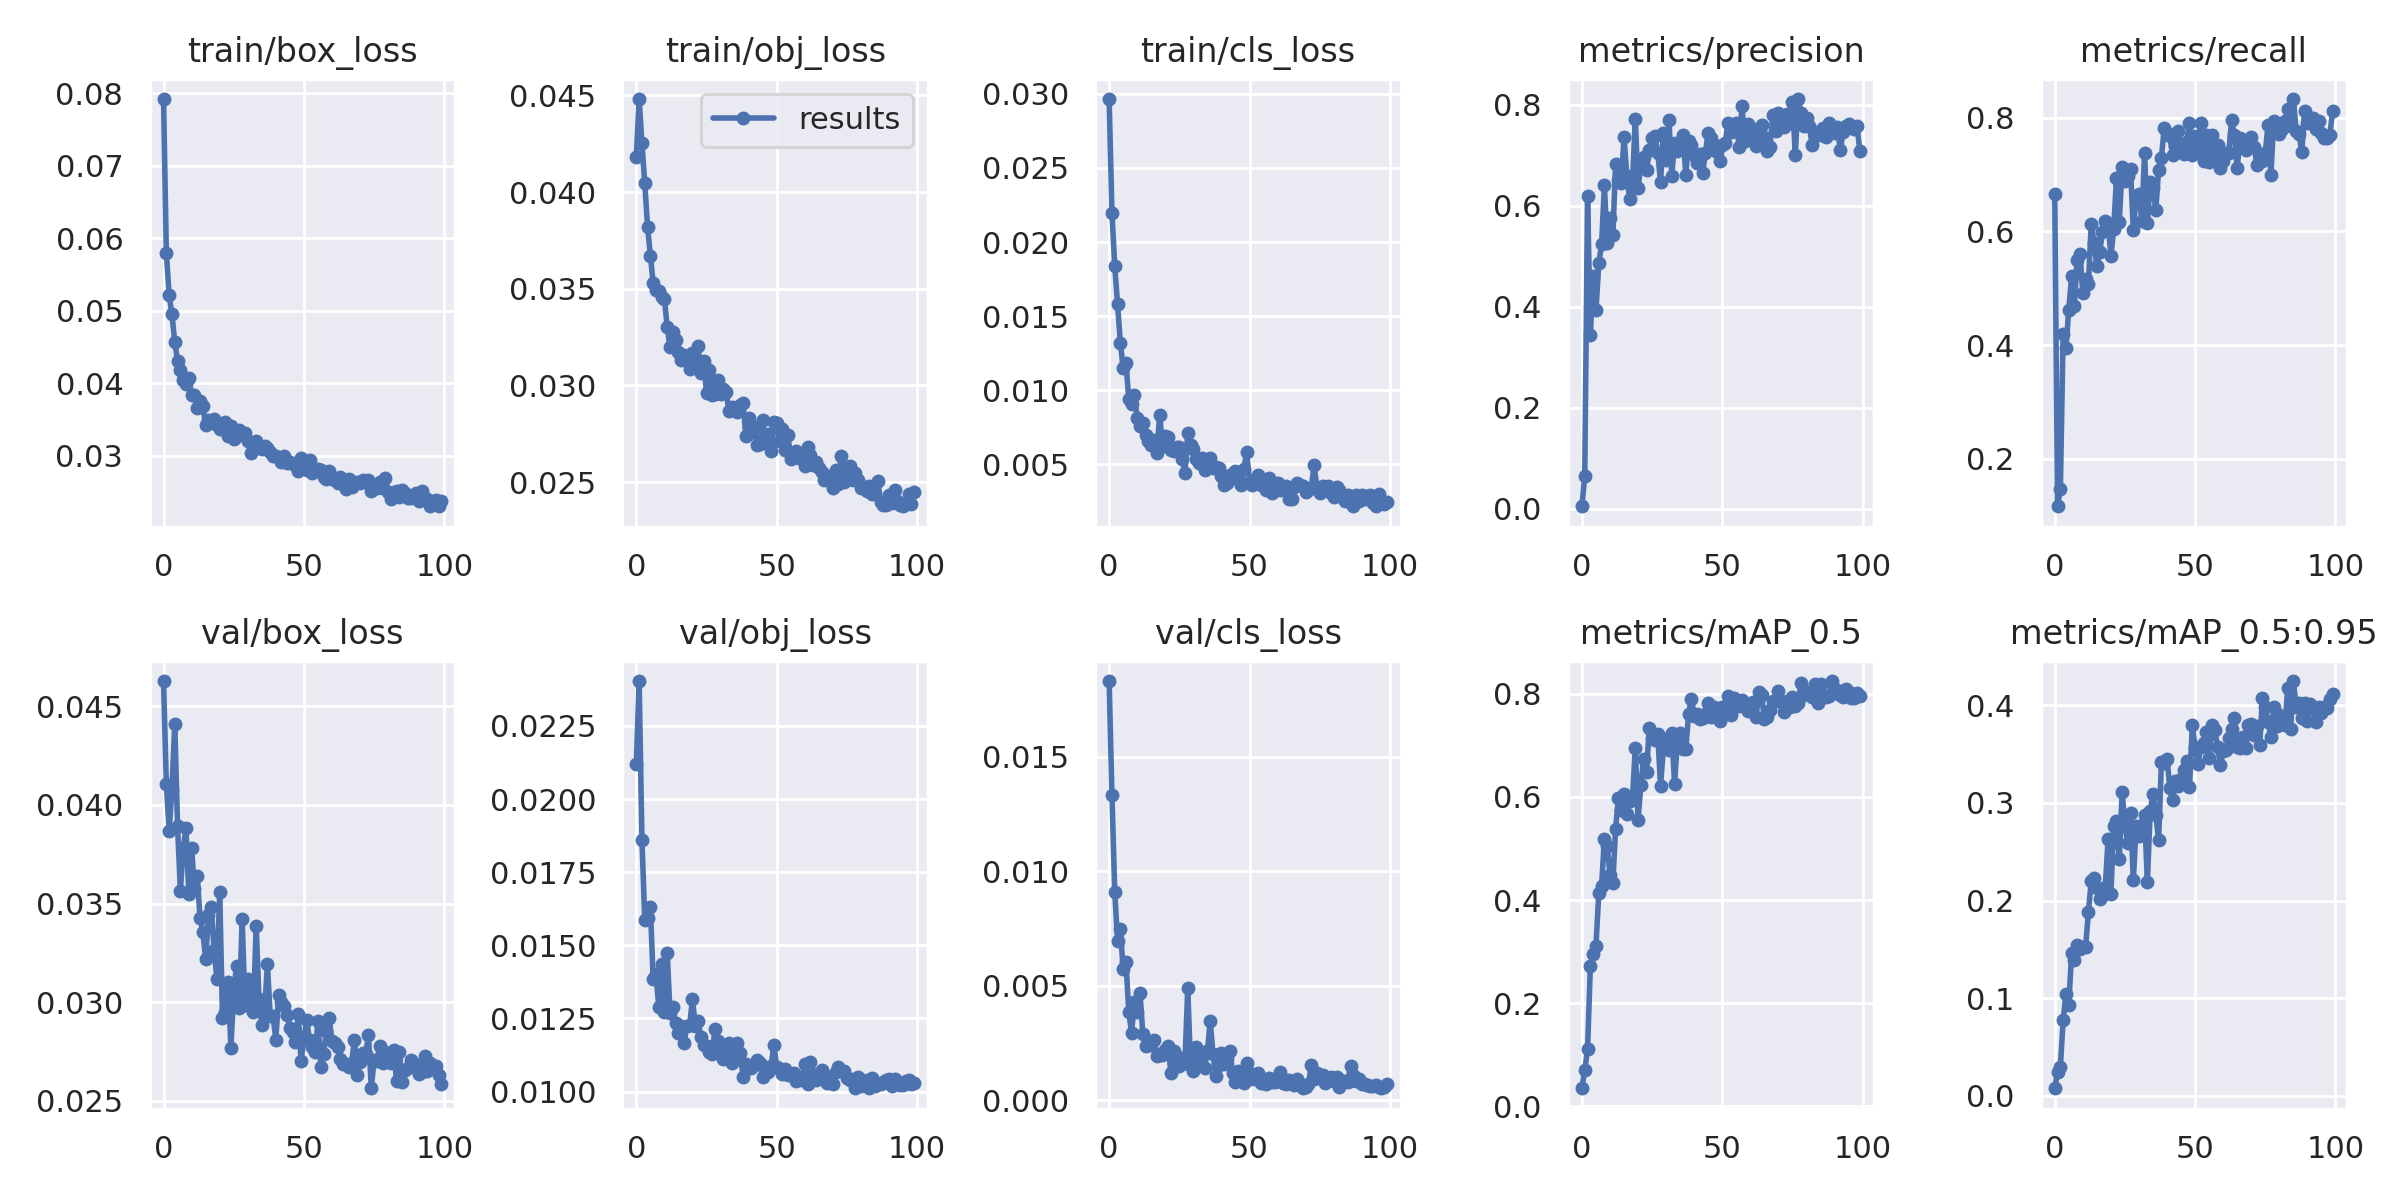 train/box_loss
0.08
0.07
0.06
0.05
0.04
0.03
0 50 100
train/obj_loss
results
0.045
0.040
0.035
0.030
0.025
0 50 100
train/cls_loss
0.030
0.025
0.020
0.015
0.010
0.005
0 50 100
metrics/precision
0.8
0.6
0.4
0.2
0.0
0 50 100
metrics/recall
0.8
0.6
0.4
0.2
0 50 100
val/box_loss
0.045
0.040
0.035
0.030
0.025
0 50 100
val/obj_loss
0.0225
0.0200
0.0175
0.0150
0.0125
0.0100
0 50 100
val/cls_loss
0.015
0.010
0.005
0.000
0 50 100
metrics/mAP_0.5
0.8
0.6
0.4
0.2
0.0
0 50 100
metrics/mAP_0.5:0.95
0.4
0.3
0.2
0.1
0.0
0 50 100